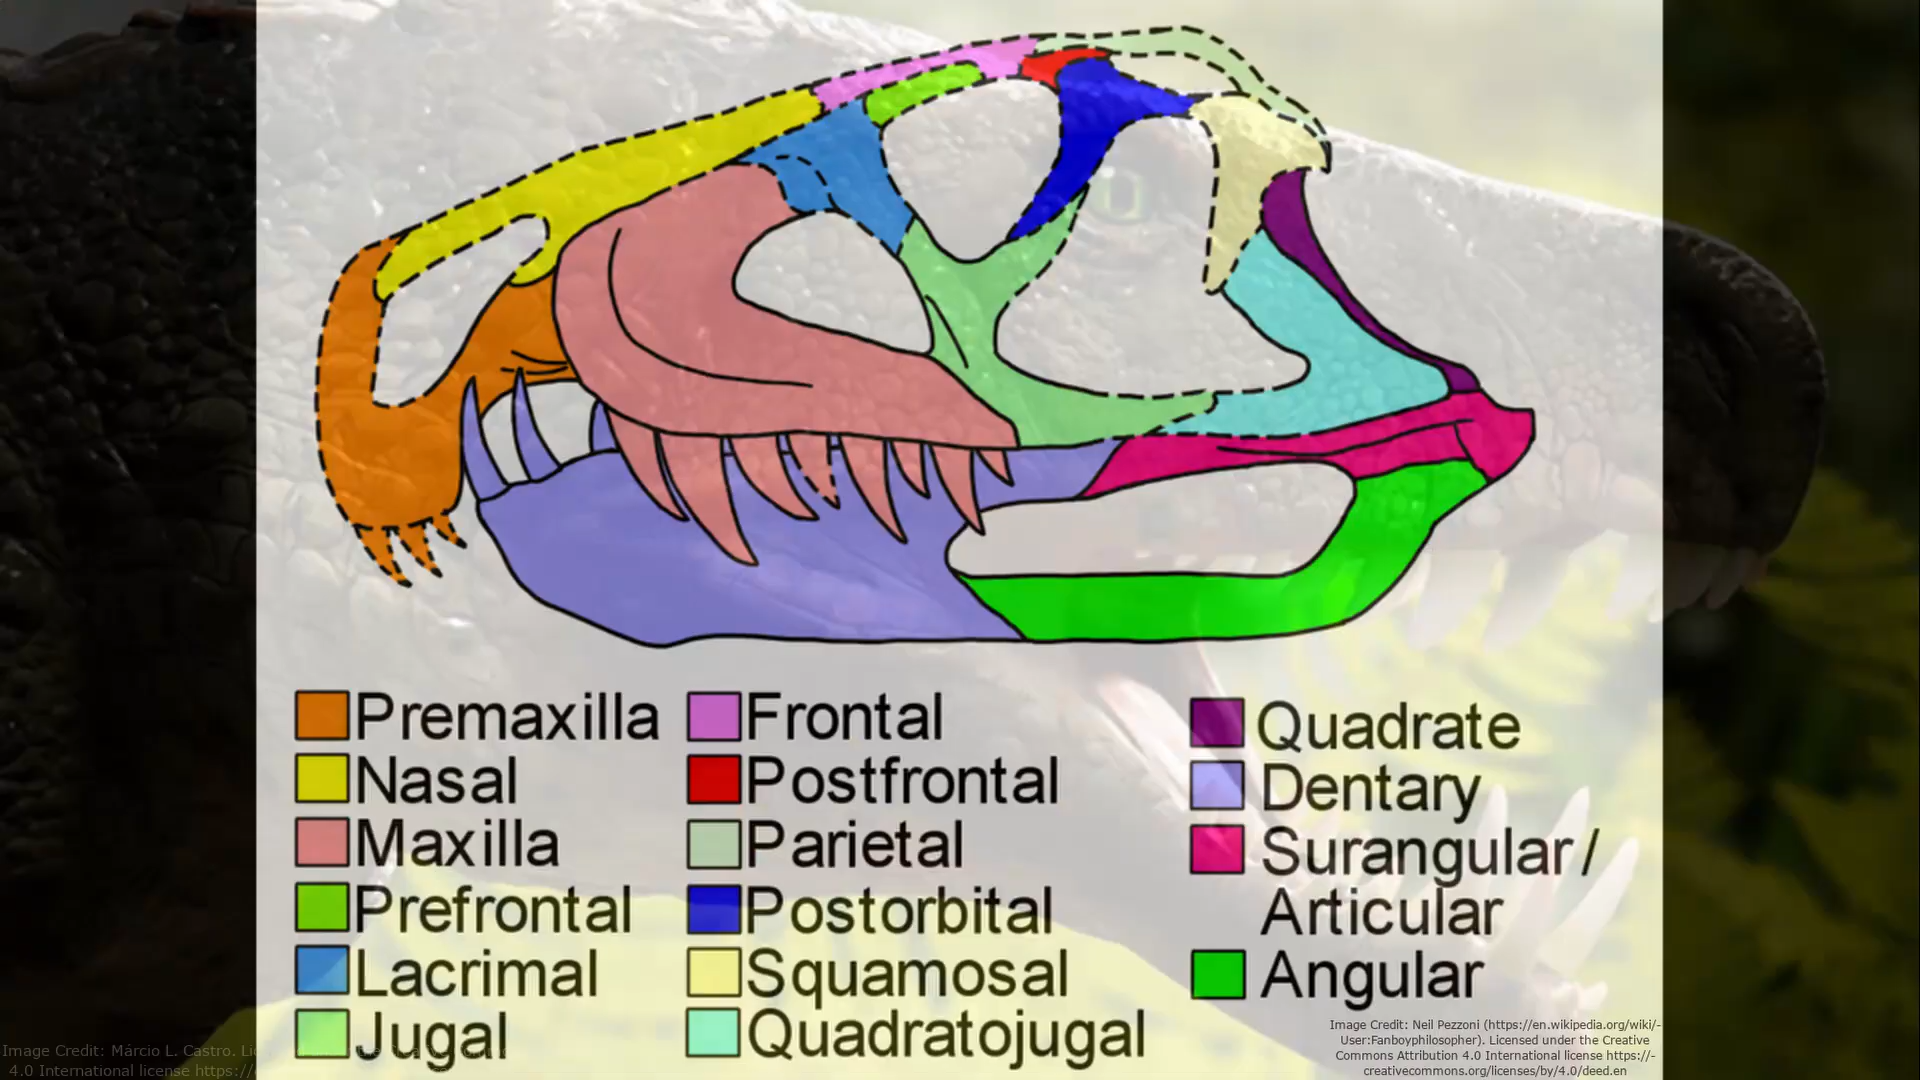 Premaxilla
Nasal
Maxilla
Prefrontal
Lacrimal
Jugal
Frontal
Postfrontal
Parietal
Postorbital
Squamosal
Quadratojugal
Quadrate
Dentary
Surangular/
Articular
Angular
Image Credit: Neil Pezzoni (https://en.wikipedia.org/wiki/-
User:Fanboyphilosopher). Licensed under the Creative
Commons Attribution 4.0 International license https://-
creativecommons.org/licenses/by/4.0/deed.en
Image Credit: Márcio L. Castro.
4.0 International license https://